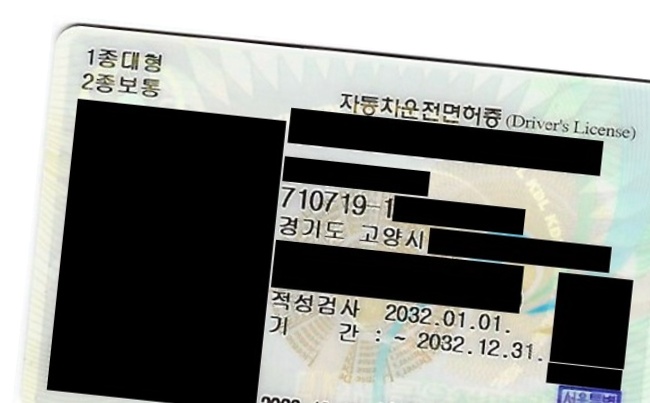 1종대형
2종보통
자동차운전면허증 (Driver's License)
710719-1
경기도 고양시
적성검사 2032.01.01.
기 간 : ~ 2032.12.31.